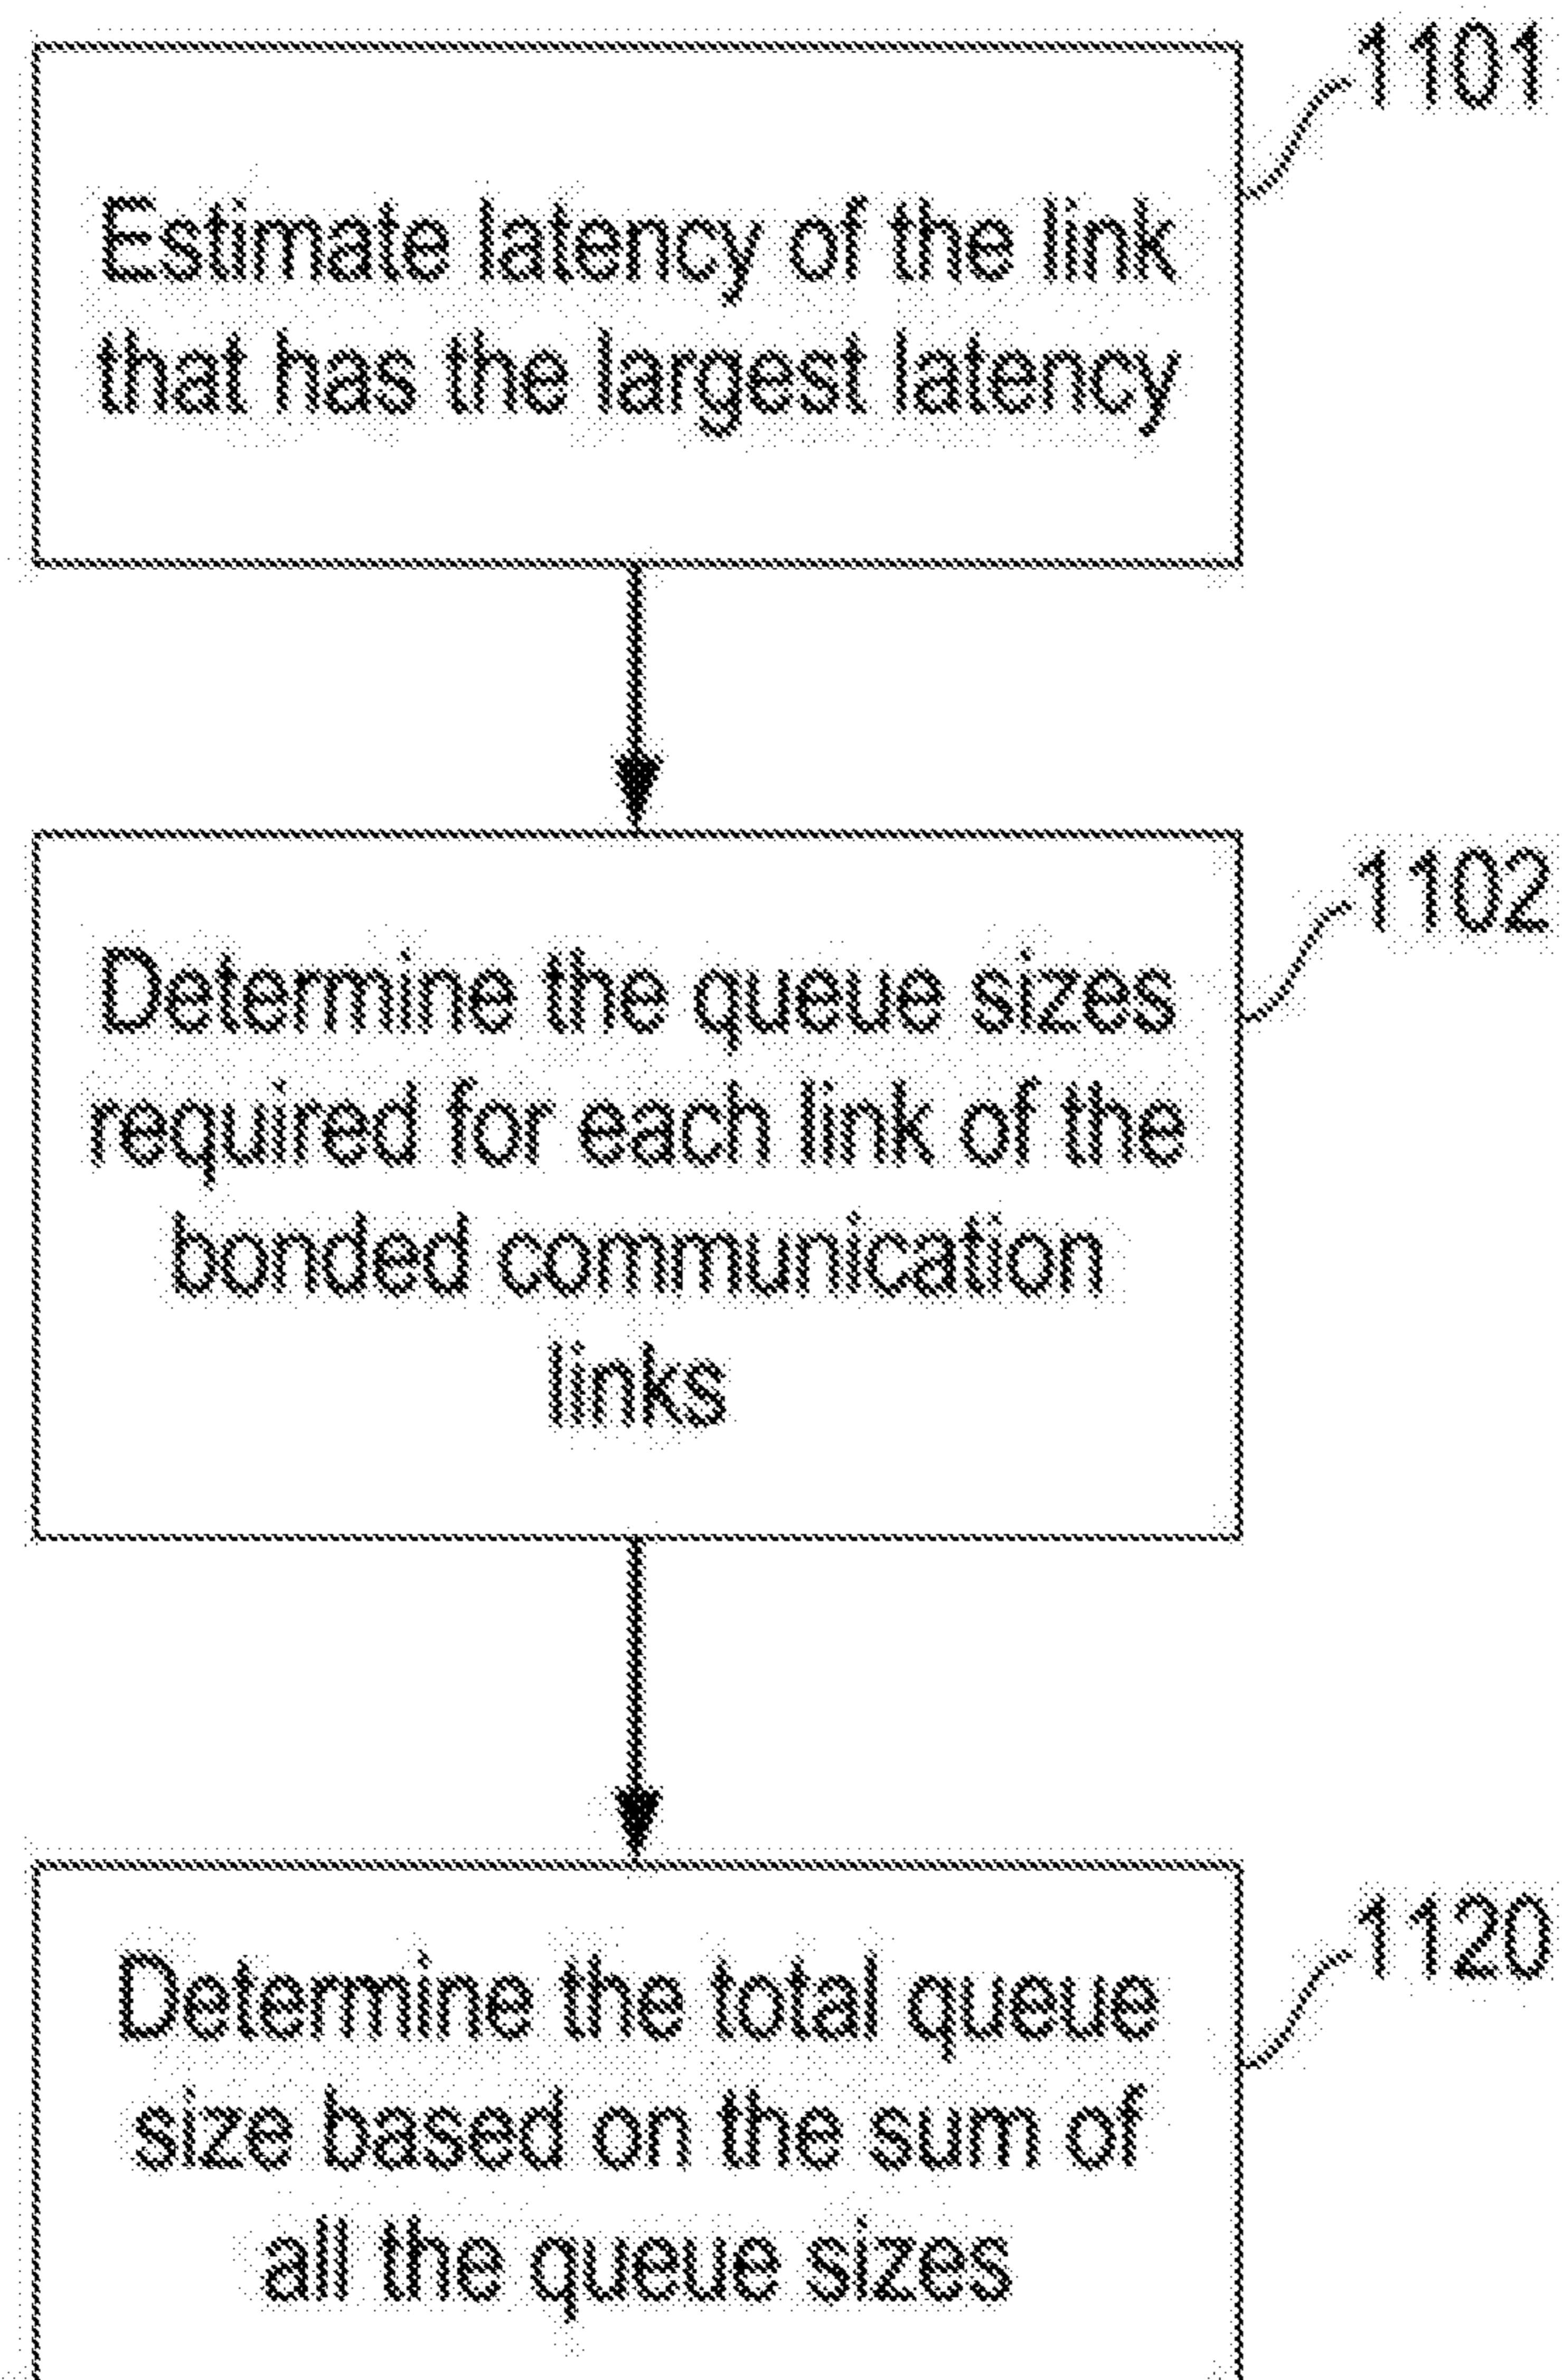 1101
Estimate latency of the link
that has the largest latency
1102
Determine the queue sizes
required for each link of the
bonded communication
links
1120
Determine the total queue
size based on the sum of
all the queue sizes